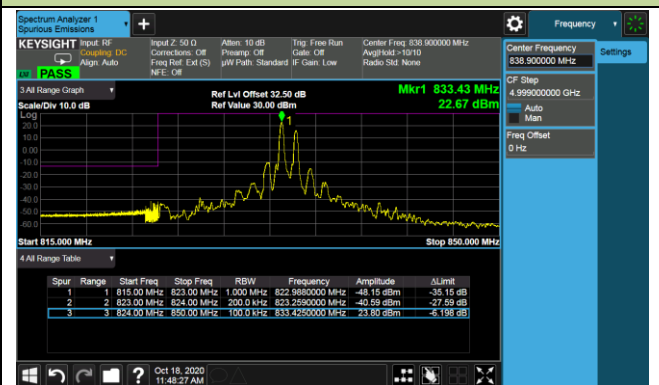 Spectrum Analyzer 1
Spurious Emissions
Frequency
KEYSIGHT
Input: RF
Coupling: DC
Align: Auto
Input Z: 50 Ω
Corrections: Off
Freq Ref: Ext (S)
NFE: Off
Atten: 10 dB
Preamp: Off
µW Path: Standard
Trig: Free Run
Gate: Off
IF Gain: Low
Center Freq: 838.900000 MHz
Avg|Hold:>10/10
Radio Std: None
PASS
Center Frequency
838.900000 MHz
Settings
CF Step
4.999000000 GHz
Auto
Man
Freq Offset
0 Hz
3 All Range Graph
Scale/Div 10.0 dB
Ref Lvl Offset 32.50 dB
Ref Value 30.00 dBm
Mkr1 833.43 MHz
22.67 dBm
Log
20.0
10.0
0.00
-10.0
-20.0
-30.0
-40.0
-50.0
-60.0
1
Start 815.000 MHz
Stop 850.000 MHz
4 All Range Table
Spur Range Start Freq Stop Freq RBW Frequency Amplitude ΔLimit
1 1 815.00 MHz 823.00 MHz 1.000 MHz 822.9880000 MHz -48.15 dBm -35.15 dB
2 2 823.00 MHz 824.00 MHz 200.0 kHz 823.2590000 MHz -40.59 dBm -27.59 dB
3 3 824.00 MHz 850.00 MHz 100.0 kHz 833.4250000 MHz 23.80 dBm -6.198 dB
?
Oct 18, 2020
11:48:27 AM